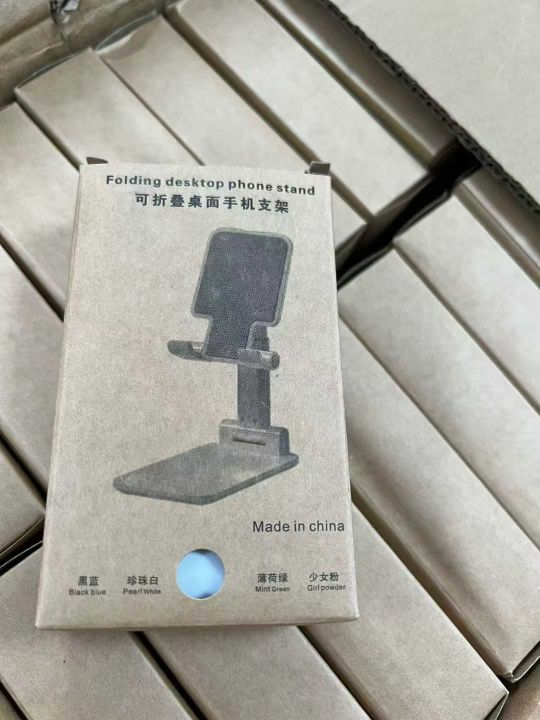 Folding desktop phone stand
可折叠桌面手机支架
Made in china
黑蓝 珍珠白 薄荷绿 少女粉
Black blue Pearl White Mint Green Girl powder